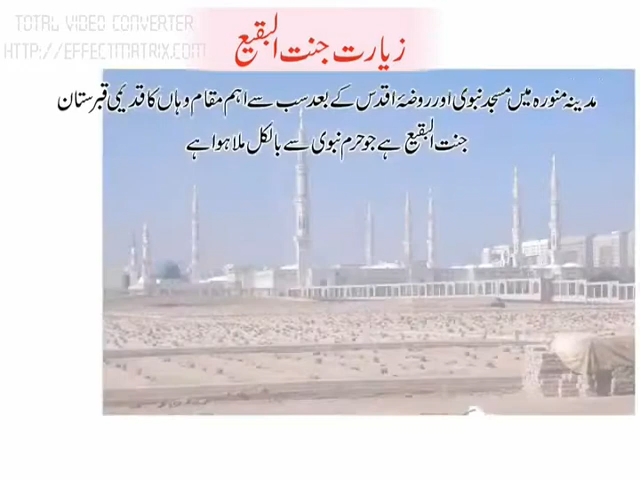 TOTAL VIDEO CONVERTER
HTTP://EFFECTMATRIX.COM
زیارت جنت البقیع
مدینہ منورہ میں مسجد نبوی اور روضۂ اقدس کے بعد سب سے اہم مقام وہاں کا قدیمی قبرستان
جنت البقیع ہے جو حرم نبوی سے بالکل ملا ہوا ہے